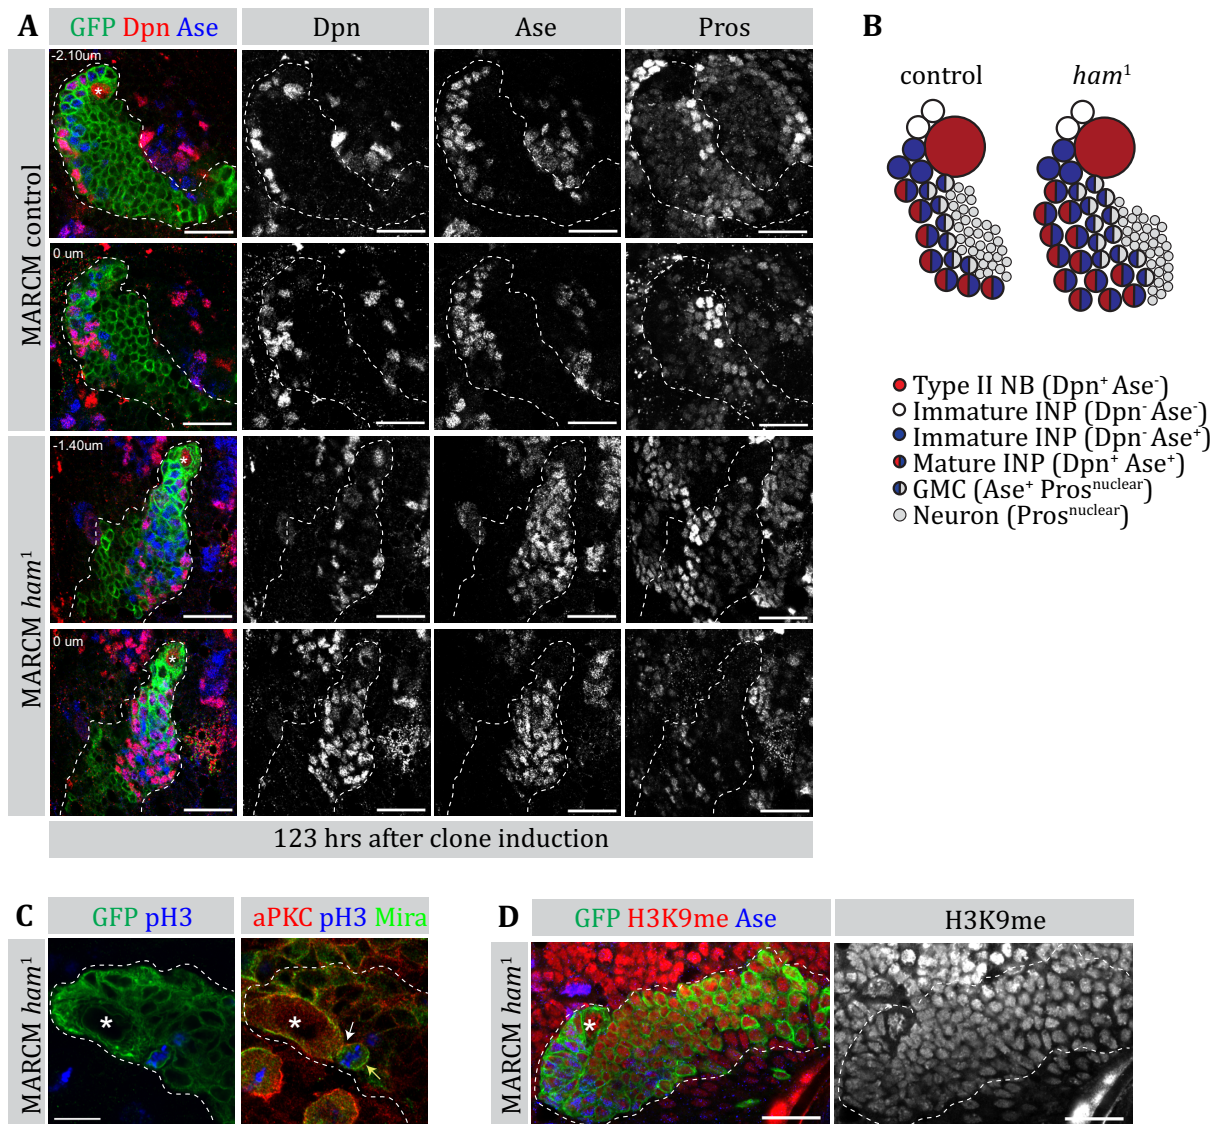 A
GFP Dpn Ase
Dpn
Ase
Pros
MARCM control
-2.10um
*
0 um
MARCM ham¹
-1.40um
*
0 um
*
123 hrs after clone induction
B
control
ham¹
Type II NB (Dpn⁺ Ase⁻)
Immature INP (Dpn⁻ Ase⁻)
Immature INP (Dpn⁻ Ase⁺)
Mature INP (Dpn⁺ Ase⁺)
GMC (Ase⁺ Prosⁿᵘᶜˡᵉᵃʳ)
Neuron (Prosⁿᵘᶜˡᵉᵃʳ)
C
GFP pH3
aPKC pH3 Mira
MARCM ham¹
*
*
D
GFP H3K9me Ase
H3K9me
MARCM ham¹
*